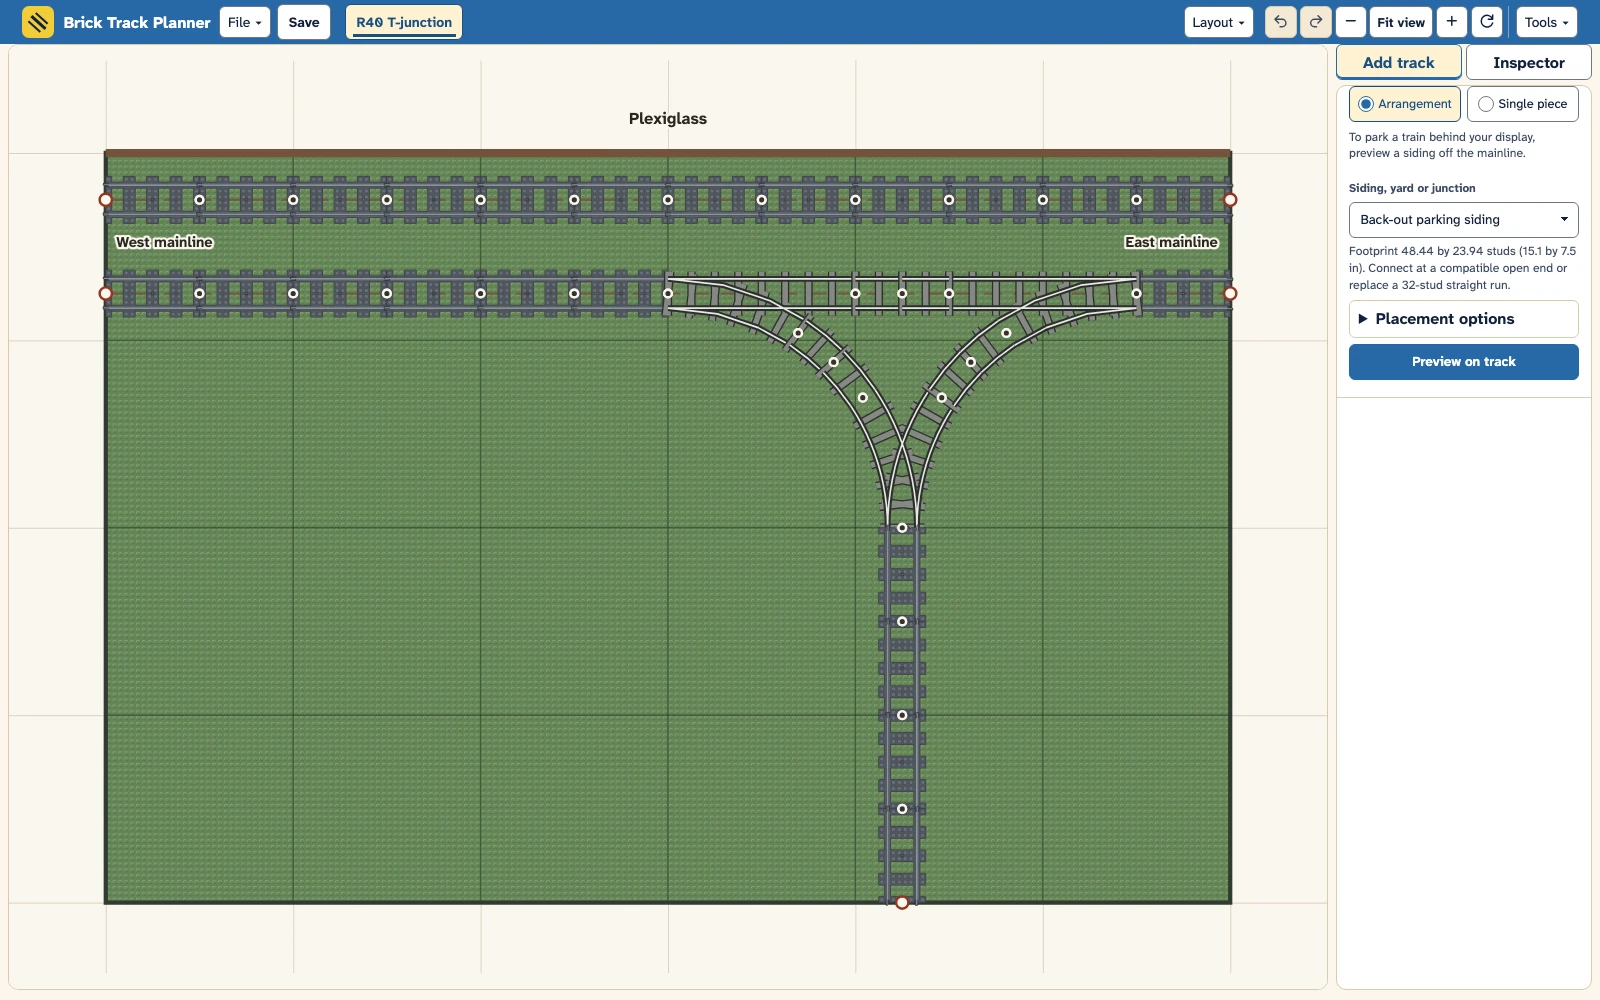 Brick Track Planner
File
Save
R40 T-junction
Layout
Fit view
Tools
Add track
Inspector
Arrangement
Single piece
To park a train behind your display,
preview a siding off the mainline.
Siding, yard or junction
Back-out parking siding
Footprint 48.44 by 23.94 studs (15.1 by 7.5
in). Connect at a compatible open end or
replace a 32-stud straight run.
Placement options
Preview on track
Plexiglass
West mainline
East mainline